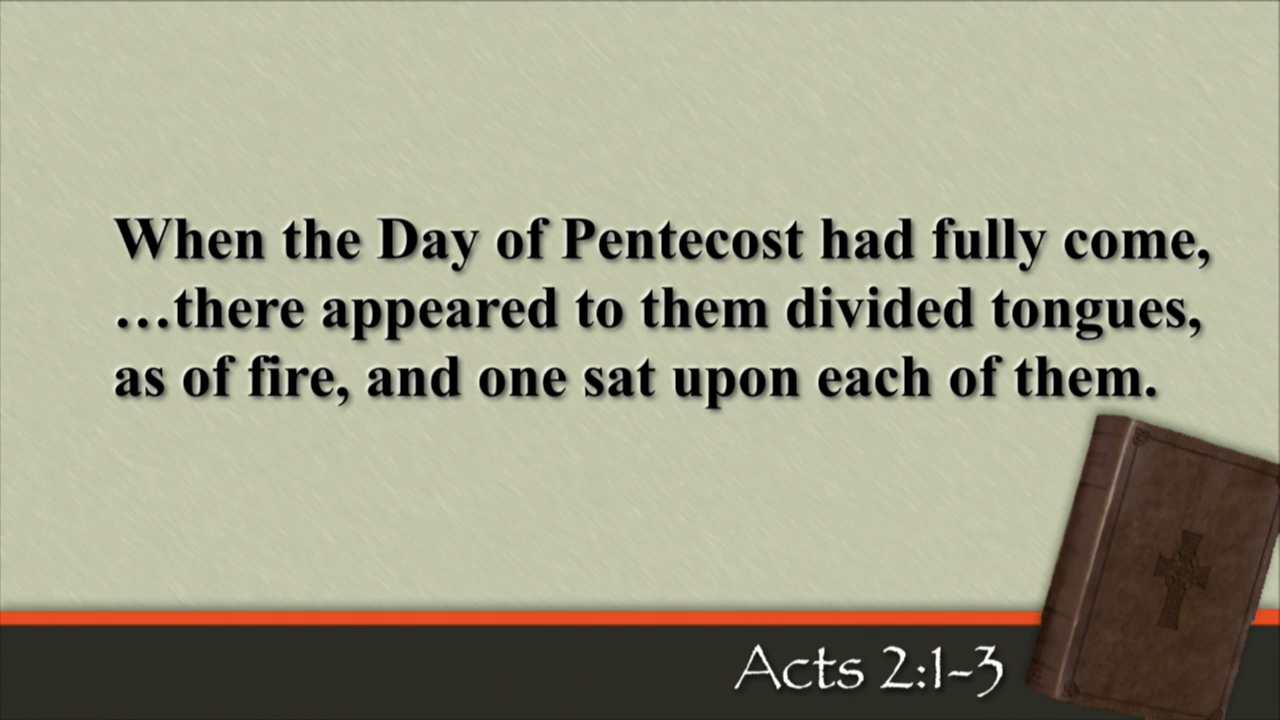 When the Day of Pentecost had fully come,
…there appeared to them divided tongues,
as of fire, and one sat upon each of them.
Acts 2:1-3